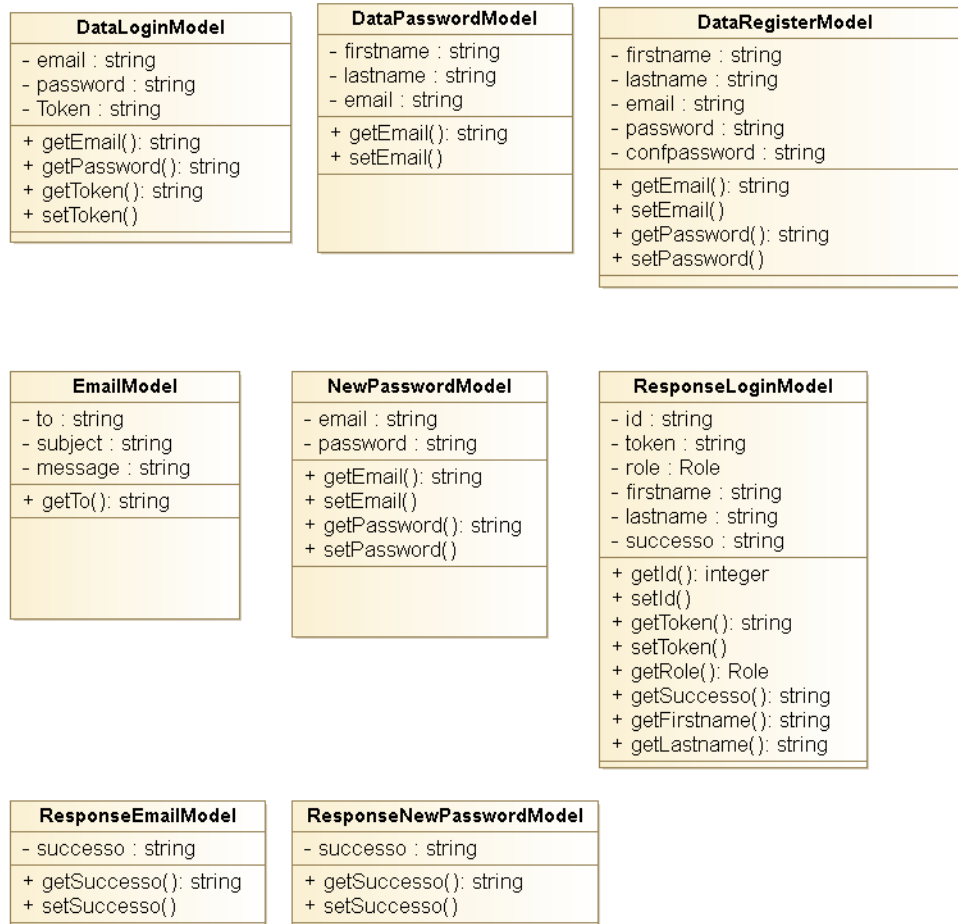 DataLoginModel
- email : string
- password : string
- Token : string
+ getEmail(): string
+ getPassword(): string
+ getToken(): string
+ setToken()
DataPasswordModel
- firstname : string
- lastname : string
- email : string
+ getEmail(): string
+ setEmail()
DataRegisterModel
- firstname : string
- lastname : string
- email : string
- password : string
- confpassword : string
+ getEmail(): string
+ setEmail()
+ getPassword(): string
+ setPassword()
EmailModel
- to : string
- subject : string
- message : string
+ getTo(): string
NewPasswordModel
- email : string
- password : string
+ getEmail(): string
+ setEmail()
+ getPassword(): string
+ setPassword()
ResponseLoginModel
- id : string
- token : string
- role : Role
- firstname : string
- lastname : string
- successo : string
+ getId(): integer
+ setId()
+ getToken(): string
+ setToken()
+ getRole(): Role
+ getSuccesso(): string
+ getFirstname(): string
+ getLastname(): string
ResponseEmailModel
- successo : string
+ getSuccesso(): string
+ setSuccesso()
ResponseNewPasswordModel
- successo : string
+ getSuccesso(): string
+ setSuccesso()